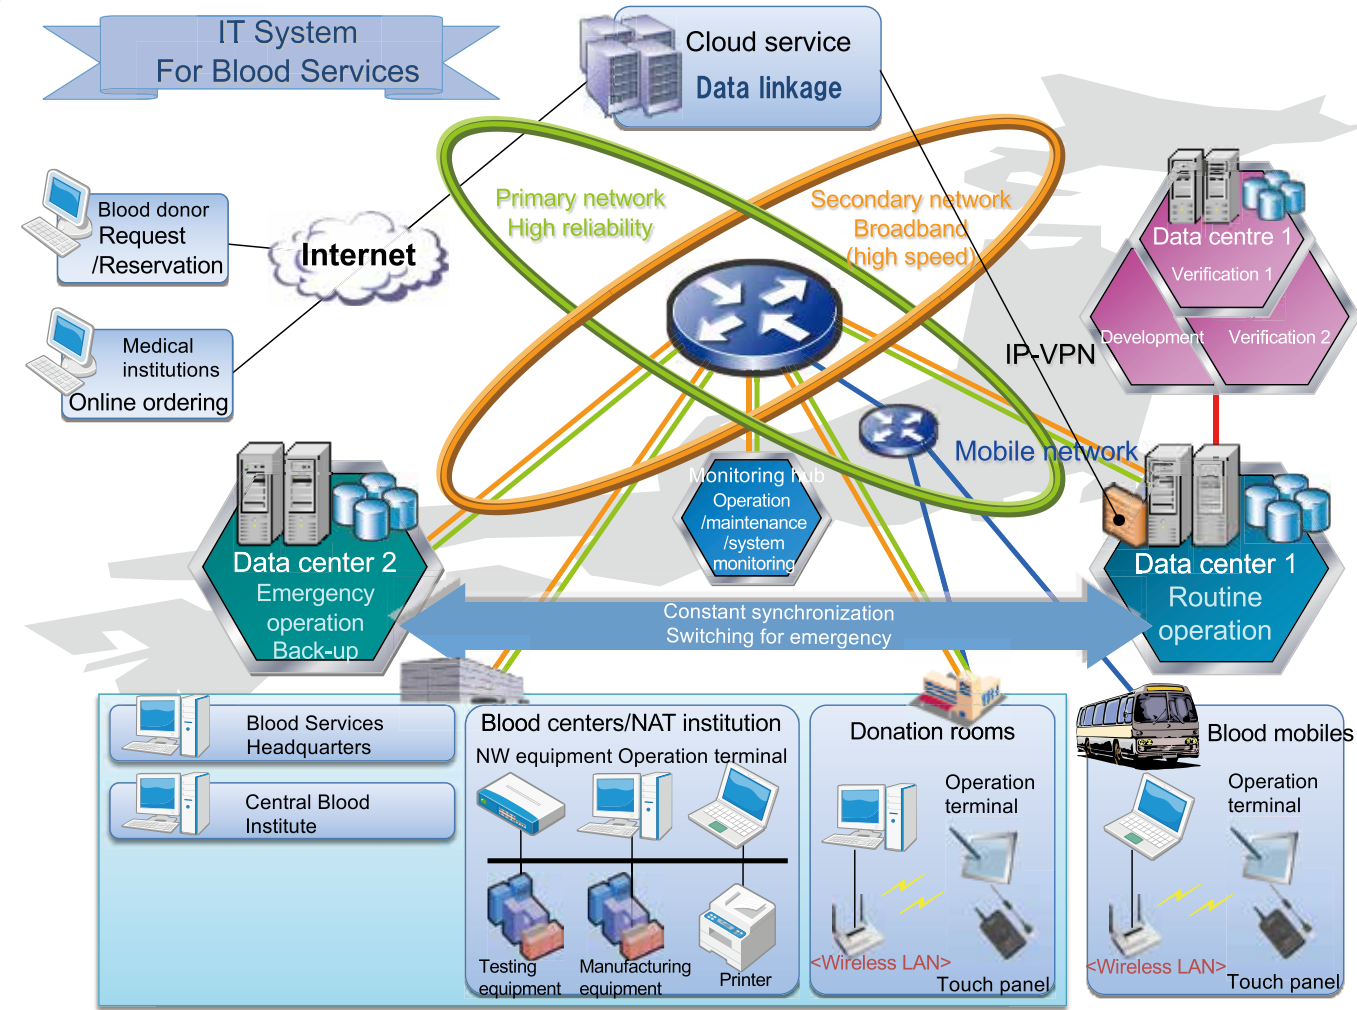 IT System
For Blood Services
Cloud service
Data linkage
Primary network
High reliability
Secondary network
Broadband
(high speed)
Blood donor
Request
/Reservation
Internet
Medical
institutions
Online ordering
Data centre 1
Verification 1
Development
Verification 2
IP-VPN
Mobile network
Monitoring hub
Operation
/maintenance
/system
monitoring
Data center 2
Emergency
operation
Back-up
Data center 1
Routine
operation
Constant synchronization
Switching for emergency
Blood Services
Headquarters
Central Blood
Institute
Blood centers/NAT institution
NW equipment Operation terminal
Testing
equipment
Manufacturing
equipment
Printer
Donation rooms
Operation
terminal
<Wireless LAN>
Touch panel
Blood mobiles
Operation
terminal
<Wireless LAN>
Touch panel